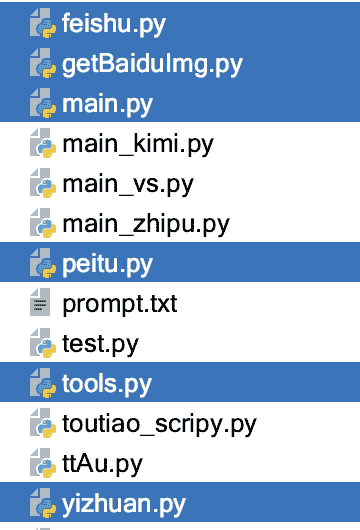 feishu.py
getBaiduImg.py
main.py
main_kimi.py
main_vs.py
main_zhipu.py
peitu.py
prompt.txt
test.py
tools.py
toutiao_scripy.py
ttAu.py
yizhuan.py